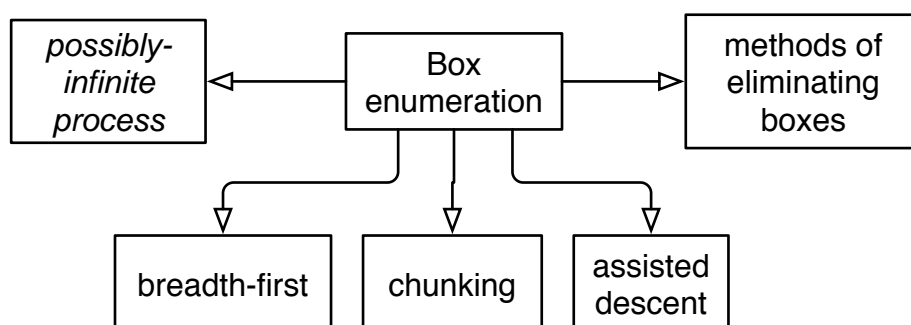 possibly-
infinite
process
Box
enumeration
methods of
eliminating
boxes
breadth-first
chunking
assisted
descent